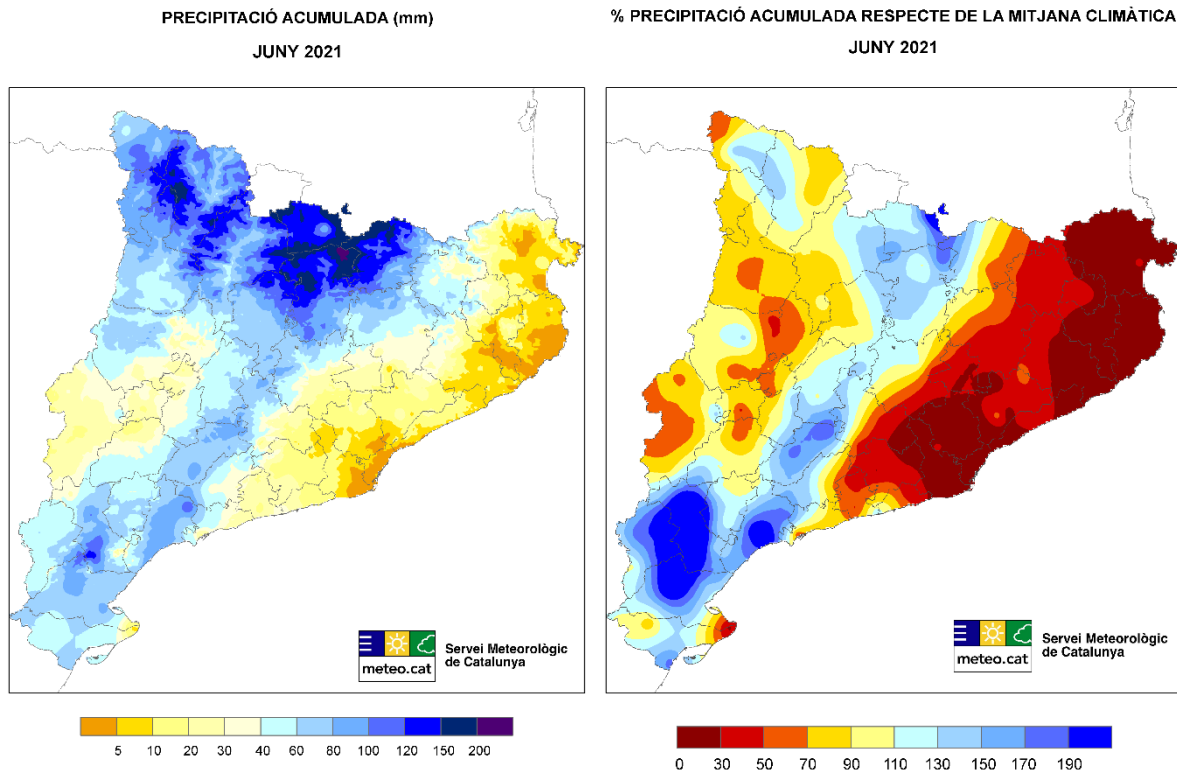 PRECIPITACIÓ ACUMULADA (mm)
JUNY 2021
% PRECIPITACIÓ ACUMULADA RESPECTE DE LA MITJANA CLIMÀTICA
JUNY 2021
meteo.cat
Servei Meteorològic
de Catalunya
meteo.cat
Servei Meteorològic
de Catalunya
5 10 20 30 40 60 80 100 120 150 200
0 30 50 70 90 110 130 150 170 190